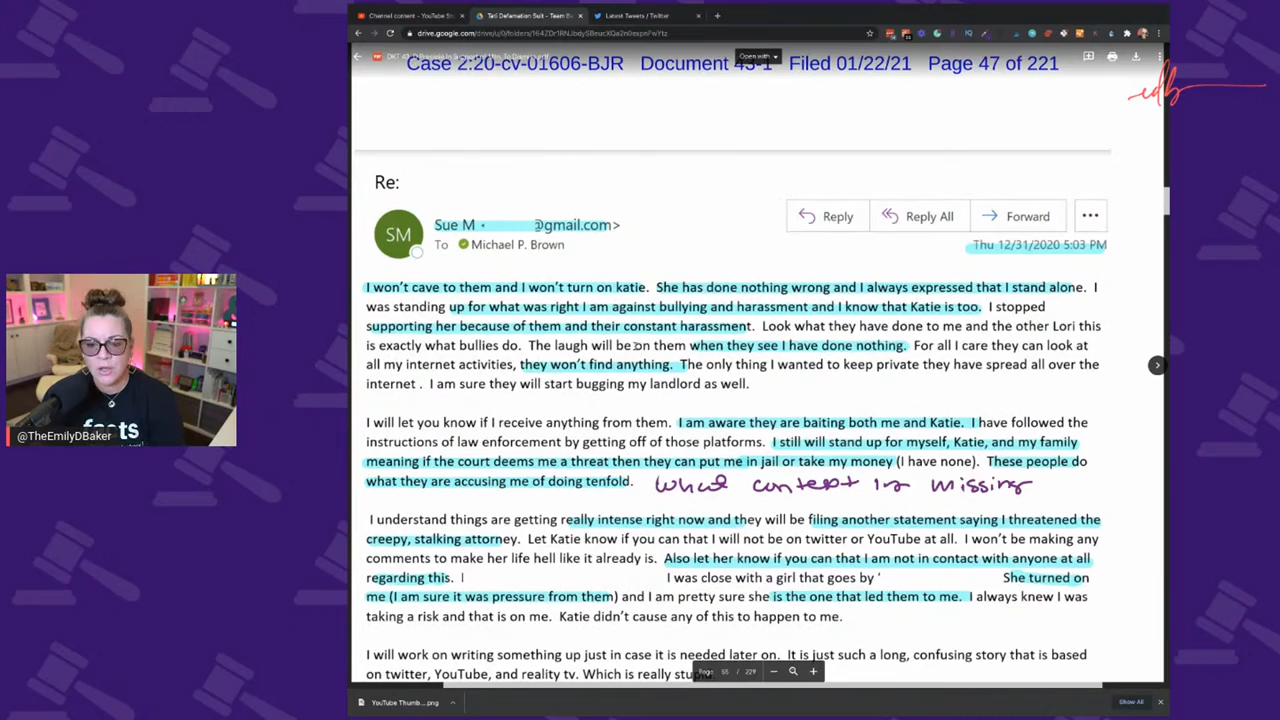 Channel content - YouTube St
Tati Defamation Suit - Team B
Latest Tweets / Twitter
Case 2:20-cv-01606-BJR Document 43-1 Filed 01/22/21 Page 47 of 221
Open with
edb
Re:
SM
Sue M @gmail.com>
To Michael P. Brown
Reply
Reply All
Forward
Thu 12/31/2020 5:03 PM
I won't cave to them and I won't turn on katie. She has done nothing wrong and I always expressed that I stand alone. I
was standing up for what was right I am against bullying and harassment and I know that Katie is too. I stopped
supporting her because of them and their constant harassment. Look what they have done to me and the other Lori this
is exactly what bullies do. The laugh will be on them when they see I have done nothing. For all I care they can look at
all my internet activities, they won't find anything. The only thing I wanted to keep private they have spread all over the
internet . I am sure they will start bugging my landlord as well.
I will let you know if I receive anything from them. I am aware they are baiting both me and Katie. I have followed the
instructions of law enforcement by getting off of those platforms. I still will stand up for myself, Katie, and my family
meaning if the court deems me a threat then they can put me in jail or take my money (I have none). These people do
what they are accusing me of doing tenfold. What context is missing
I understand things are getting really intense right now and they will be filing another statement saying I threatened the
creepy, stalking attorney. Let Katie know if you can that I will not be on twitter or YouTube at all. I won't be making any
comments to make her life hell like it already is. Also let her know if you can that I am not in contact with anyone at all
regarding this. I I was close with a girl that goes by ' She turned on
me (I am sure it was pressure from them) and I am pretty sure she is the one that led them to me. I always knew I was
taking a risk and that is on me. Katie didn't cause any of this to happen to me.
I will work on writing something up just in case it is needed later on. It is just such a long, confusing story that is based
on twitter, YouTube, and reality tv. Which is really stupid.
Page 55 / 229
facts
@TheEmilyDBaker
YouTube Thumb....png
Show All